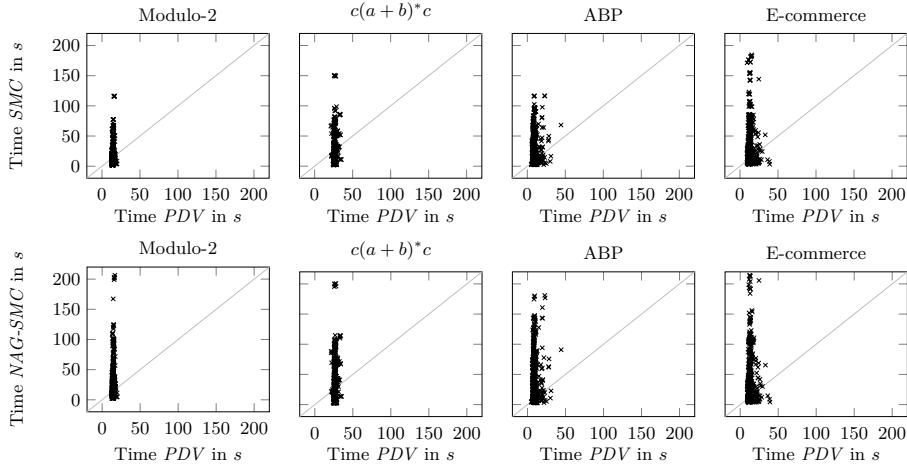 Modulo-2 c(a + b)*c ABP E-commerce
Time SMC in s
200
150
100
50
0
0 50 100 150 200 0 50 100 150 200 0 50 100 150 200 0 50 100 150 200
Time PDV in s Time PDV in s Time PDV in s Time PDV in s
Modulo-2 c(a + b)*c ABP E-commerce
Time NAG-SMC in s
200
150
100
50
0
0 50 100 150 200 0 50 100 150 200 0 50 100 150 200 0 50 100 150 200
Time PDV in s Time PDV in s Time PDV in s Time PDV in s